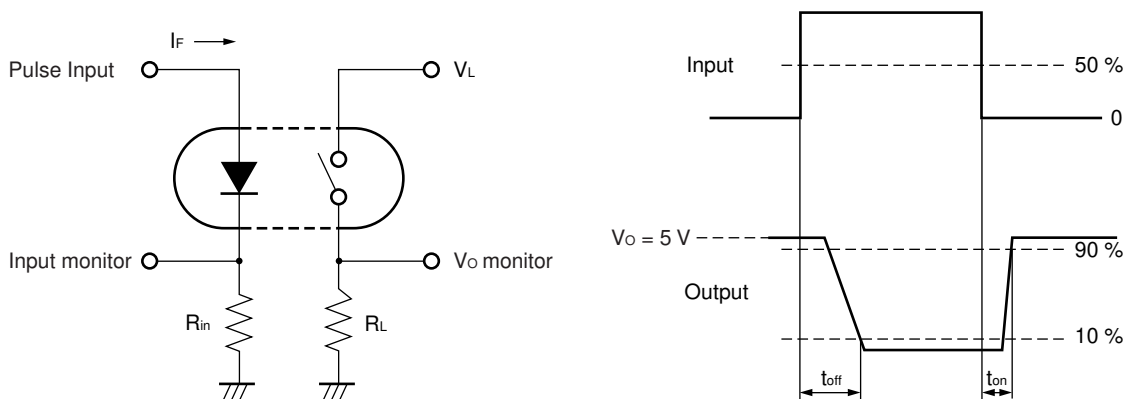 IF
Pulse Input
VL
Input monitor
VO monitor
Rin
RL
Input
50 %
0
VO = 5 V
90 %
Output
10 %
toff
ton